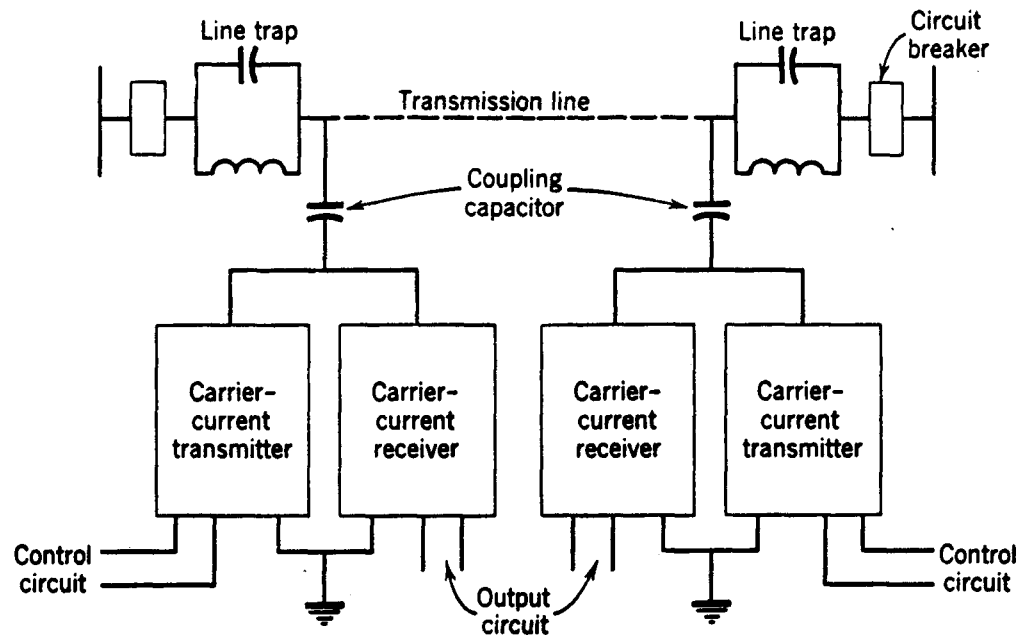 Line trap
Line trap
Circuit
breaker
Transmission line
Coupling
capacitor
Carrier-
current
transmitter
Carrier-
current
receiver
Carrier-
current
receiver
Carrier-
current
transmitter
Control
circuit
Output
circuit
Control
circuit